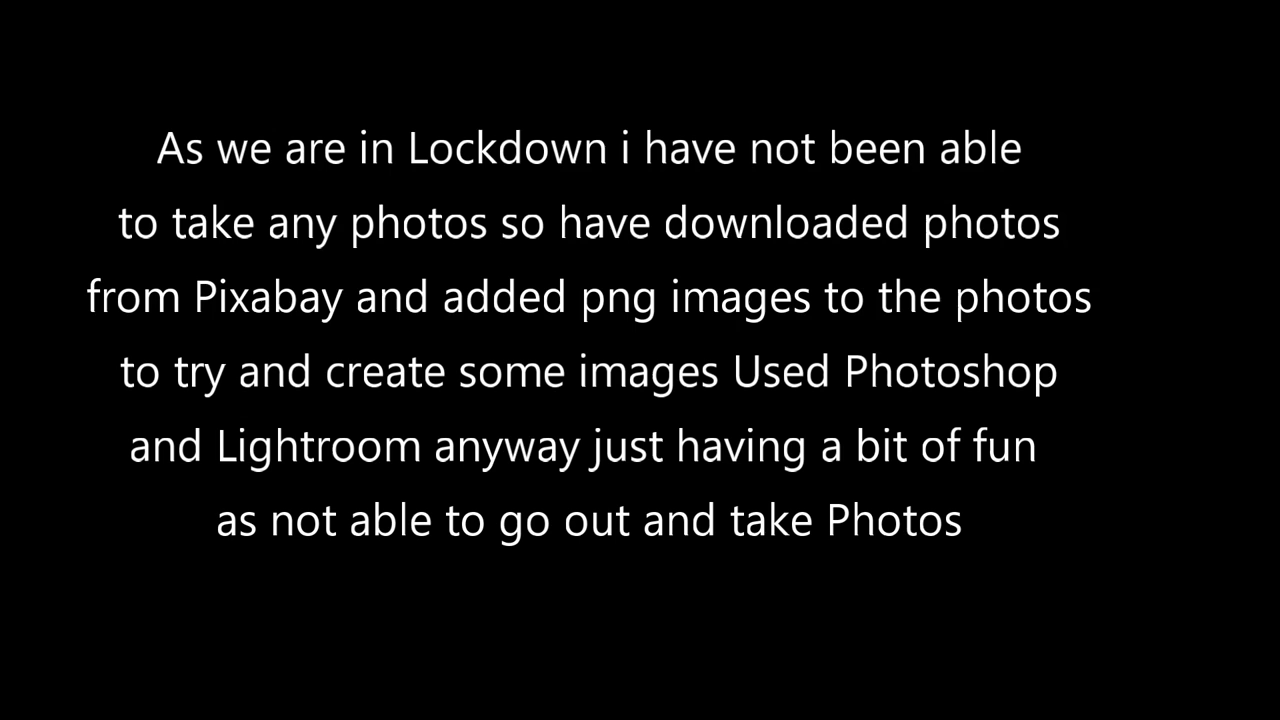 As we are in Lockdown i have not been able
to take any photos so have downloaded photos
from Pixabay and added png images to the photos
to try and create some images Used Photoshop
and Lightroom anyway just having a bit of fun
as not able to go out and take Photos